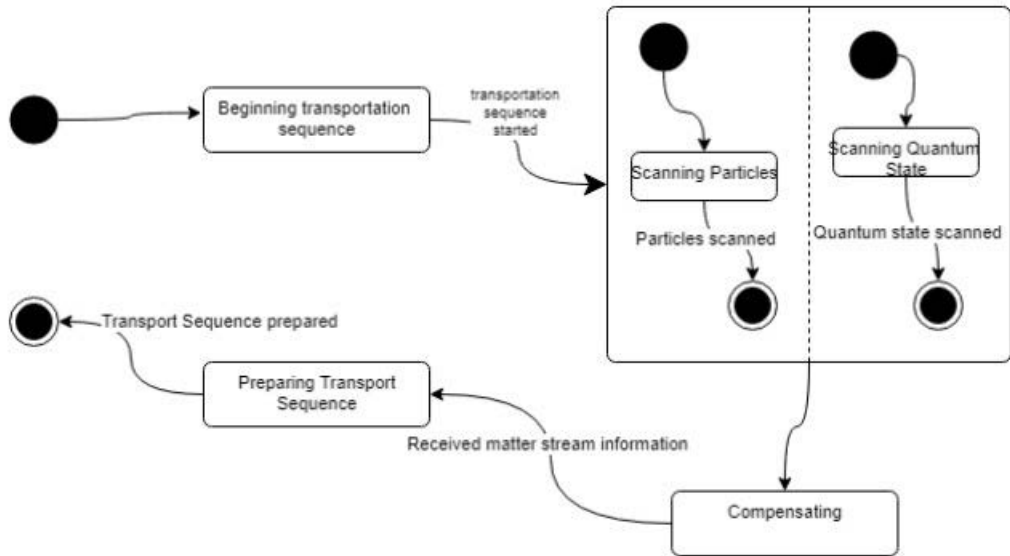 Beginning transportation
sequence
transportation
sequence
started
Scanning Particles
Particles scanned
Scanning Quantum
State
Quantum state scanned
Transport Sequence prepared
Preparing Transport
Sequence
Received matter stream information
Compensating